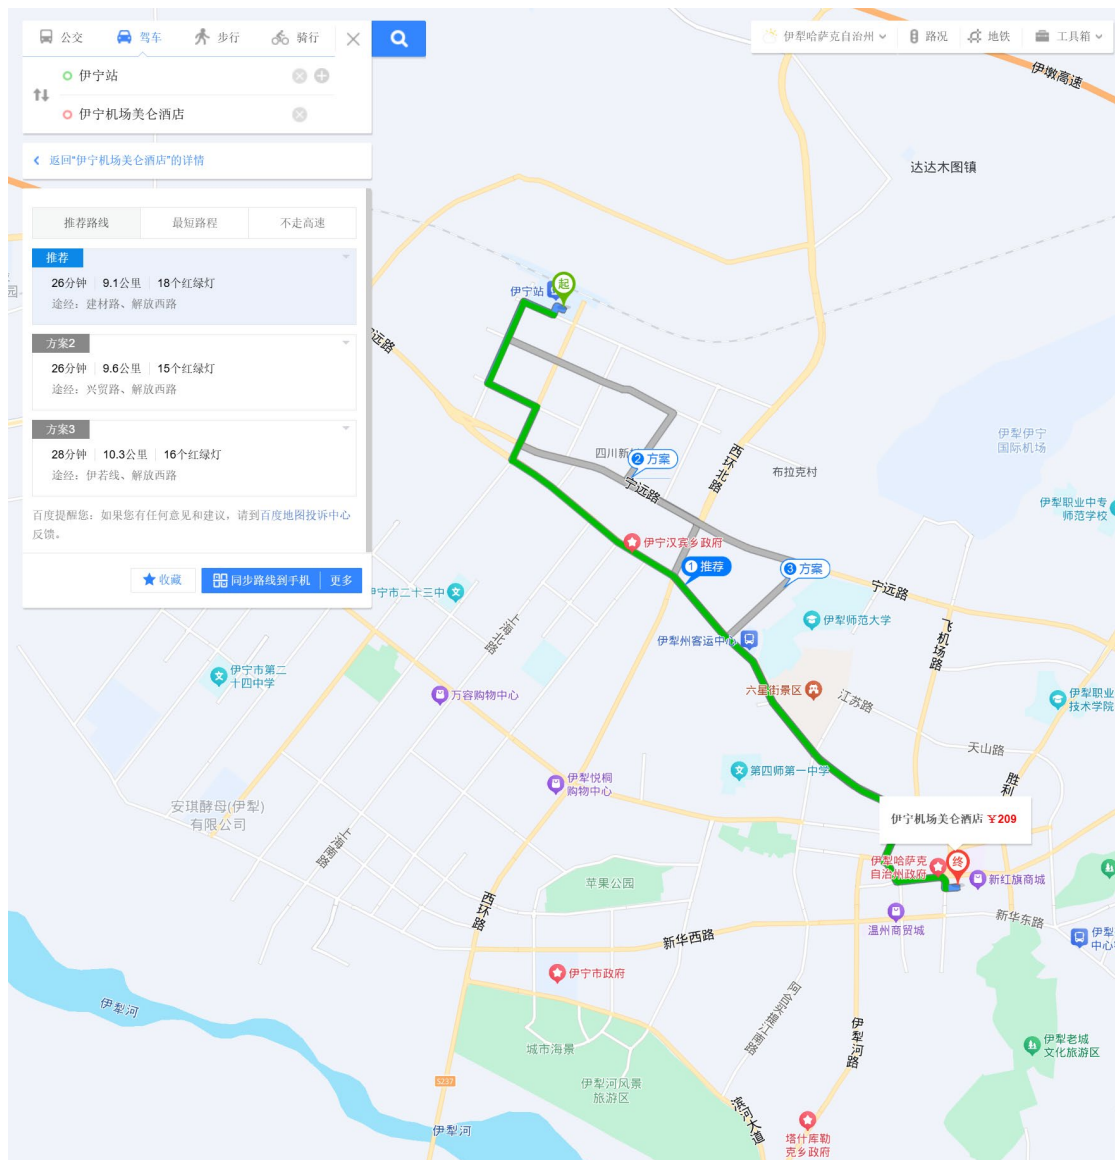 公交
驾车
步行
骑行
伊犁哈萨克自治州
路况
地铁
工具箱
伊宁站
伊宁机场美仑酒店
返回“伊宁机场美仑酒店”的详情
推荐路线
最短路程
不走高速
推荐
26分钟 9.1公里 18个红绿灯
途经：建材路、解放西路
方案2
26分钟 9.6公里 15个红绿灯
途经：兴贸路、解放西路
方案3
28分钟 10.3公里 16个红绿灯
途经：伊若线、解放西路
百度提醒您：如果您有任何意见和建议，请到百度地图投诉中心
反馈。
收藏
同步路线到手机
更多
伊墩高速
达达木图镇
伊宁站
起
远路
园
四川新
2 方案
西环北路
布拉克村
伊犁伊宁
国际机场
伊犁职业中专
师范学校
宁远路
伊宁汉宾乡政府
1 推荐
3 方案
宁远路
伊宁市二十三中
上海北路
伊犁师范大学
伊犁州客运中心
飞机场路
伊宁市第二
十四中学
万容购物中心
六星街景区
江苏路
伊犁职业
技术学院
天山路
第四师第一中学
伊犁悦桐
购物中心
胜利
安琪酵母(伊犁)
有限公司
上海南路
伊宁机场美仑酒店 ¥209
伊犁哈萨克
自治州政府
终
新红旗商城
苹果公园
西环路
新华西路
温州商贸城
新华东路
伊犁
中心
伊宁市政府
伊犁河
伊犁河路
城市海景
伊犁老城
文化旅游区
伊犁河风景
旅游区
S237
滨河大道
伊犁河
塔什库勒
克乡政府